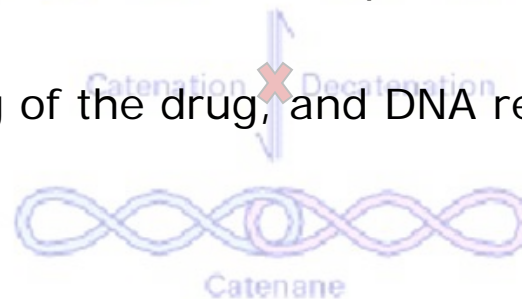 Catenation Decatenation
g of the drug, and DNA re
Catenane